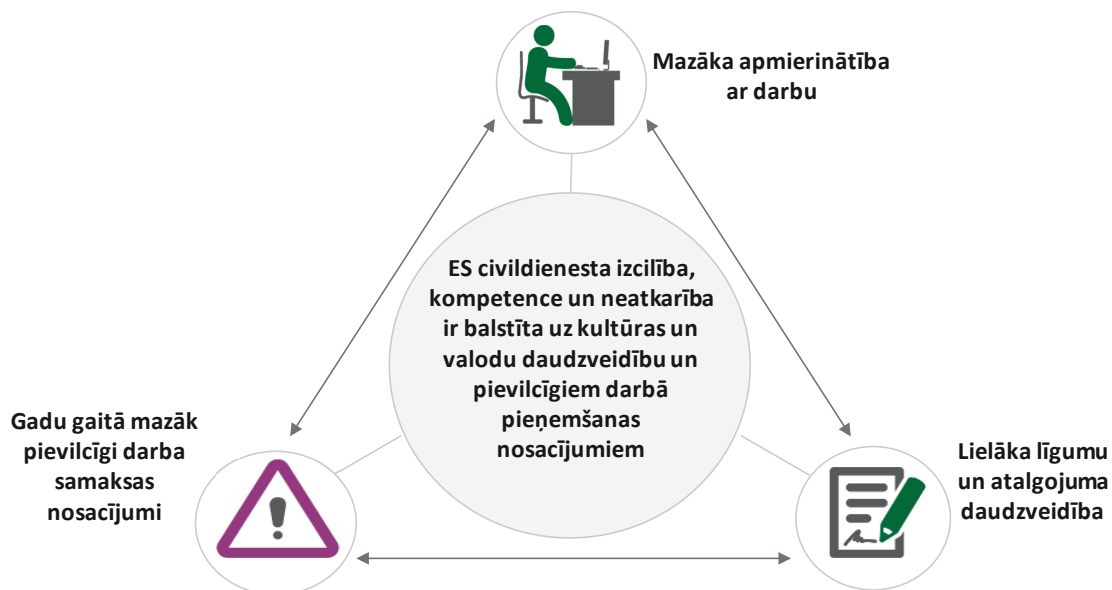 Mazāka apmierinātība
ar darbu
ES civildienesta izcilība,
kompetence un neatkarība
ir balstīta uz kultūras un
valodu daudzveidību un
pievilcīgiem darbā
pieņemšanas
nosacījumiem
Gadu gaitā mazāk
pievilcīgi darba
samaksas
nosacījumi
Lielāka līgumu
un atalgojuma
daudzveidība